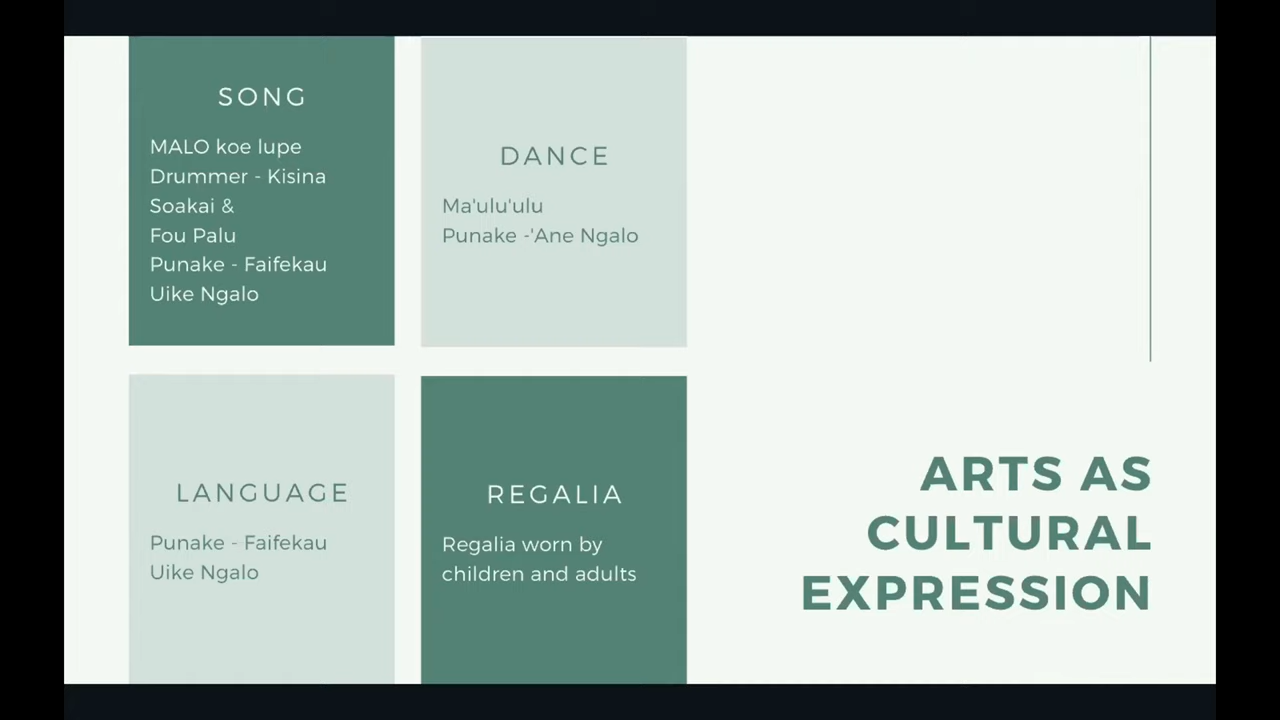 SONG
MALO koe lupe
Drummer - Kisina
Soakai &
Fou Palu
Punake - Faifekau
Uike Ngalo
DANCE
Ma'ulu'ulu
Punake -'Ane Ngalo
LANGUAGE
Punake - Faifekau
Uike Ngalo
REGALIA
Regalia worn by
children and adults
ARTS AS
CULTURAL
EXPRESSION